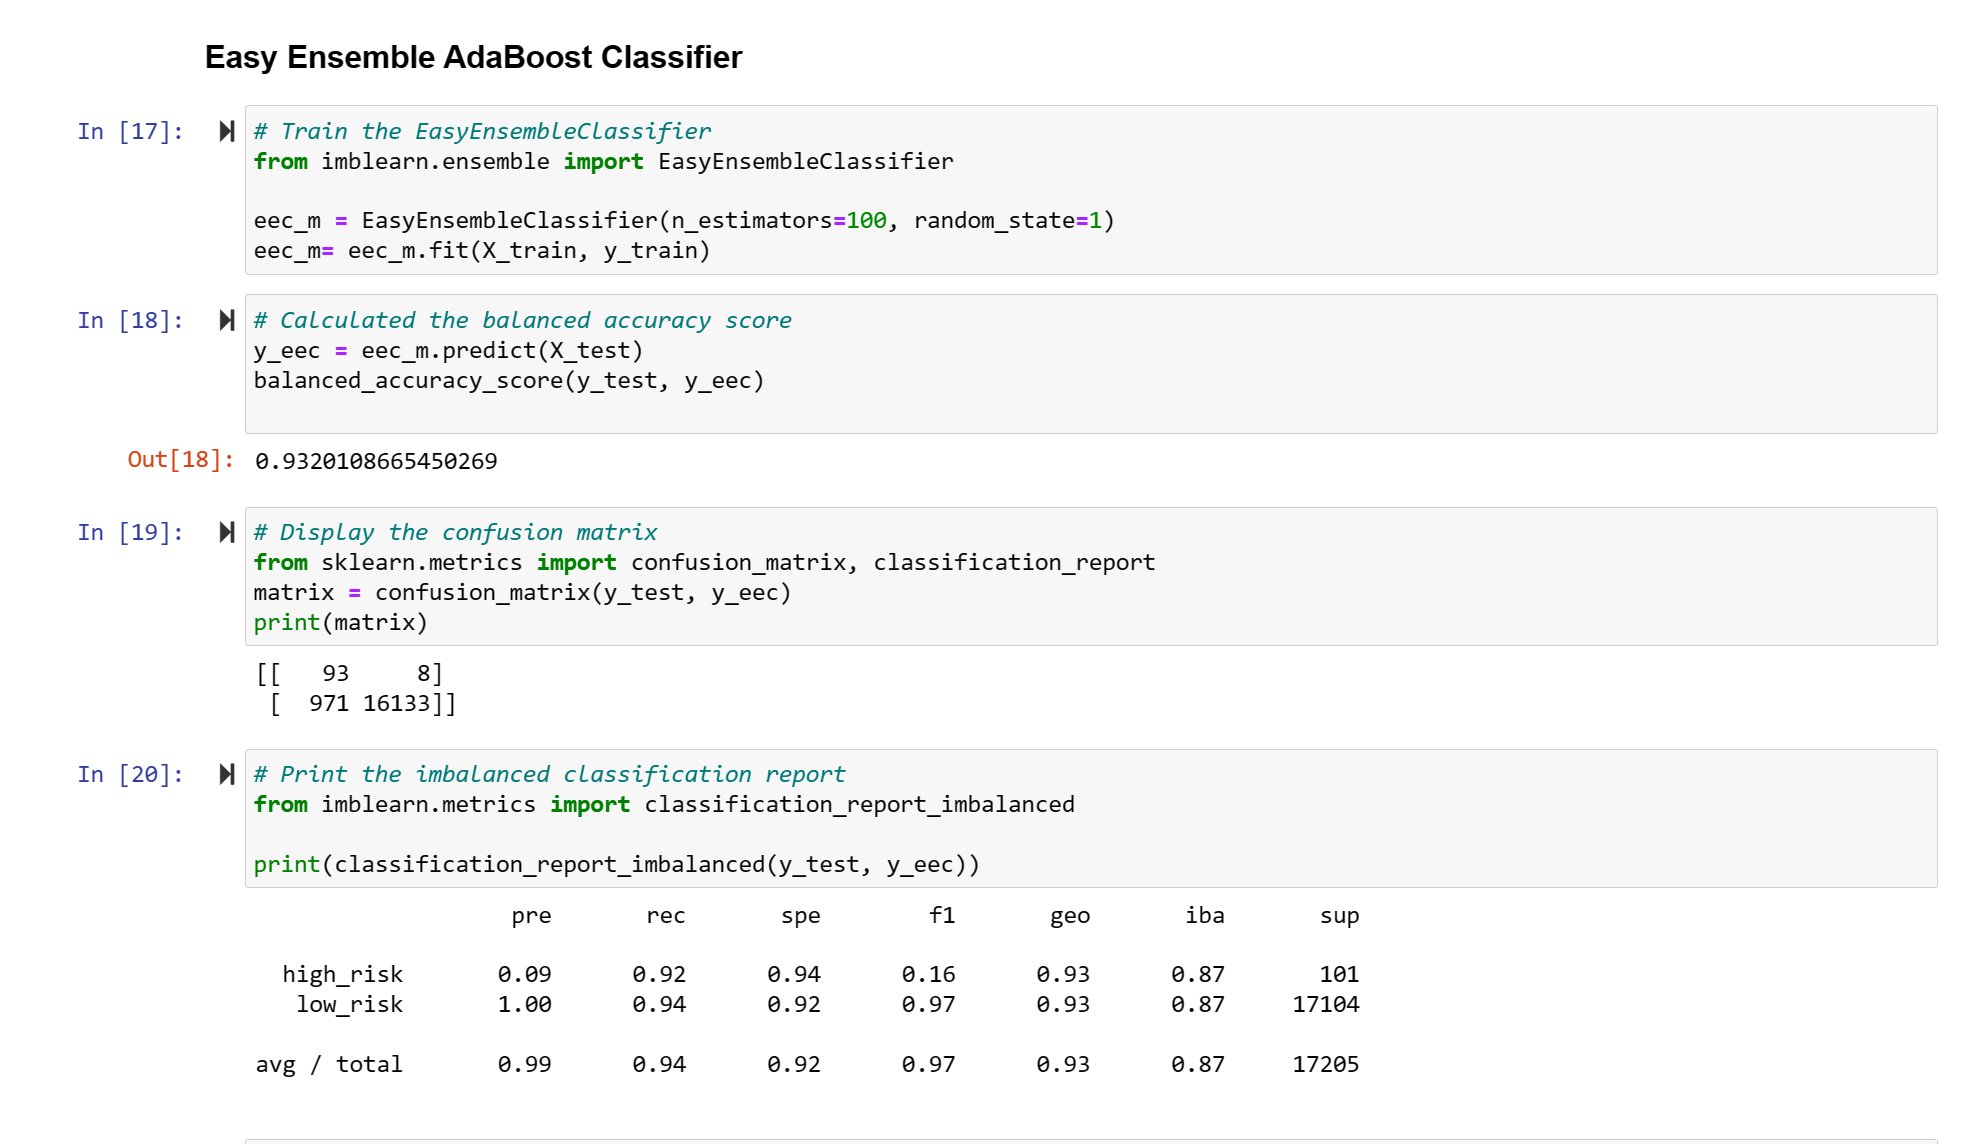 Easy Ensemble AdaBoost Classifier
In [17]:
# Train the EasyEnsembleClassifier
from imblearn.ensemble import EasyEnsembleClassifier
eec_m = EasyEnsembleClassifier(n_estimators=100, random_state=1)
eec_m= eec_m.fit(X_train, y_train)
In [18]:
# Calculated the balanced accuracy score
y_eec = eec_m.predict(X_test)
balanced_accuracy_score(y_test, y_eec)
Out[18]: 0.9320108665450269
In [19]:
# Display the confusion matrix
from sklearn.metrics import confusion_matrix, classification_report
matrix = confusion_matrix(y_test, y_eec)
print(matrix)
[[   93     8]
 [  971 16133]]
In [20]:
# Print the imbalanced classification report
from imblearn.metrics import classification_report_imbalanced
print(classification_report_imbalanced(y_test, y_eec))
pre rec spe f1 geo iba sup
high_risk 0.09 0.92 0.94 0.16 0.93 0.87 101
low_risk 1.00 0.94 0.92 0.97 0.93 0.87 17104
avg / total 0.99 0.94 0.92 0.97 0.93 0.87 17205